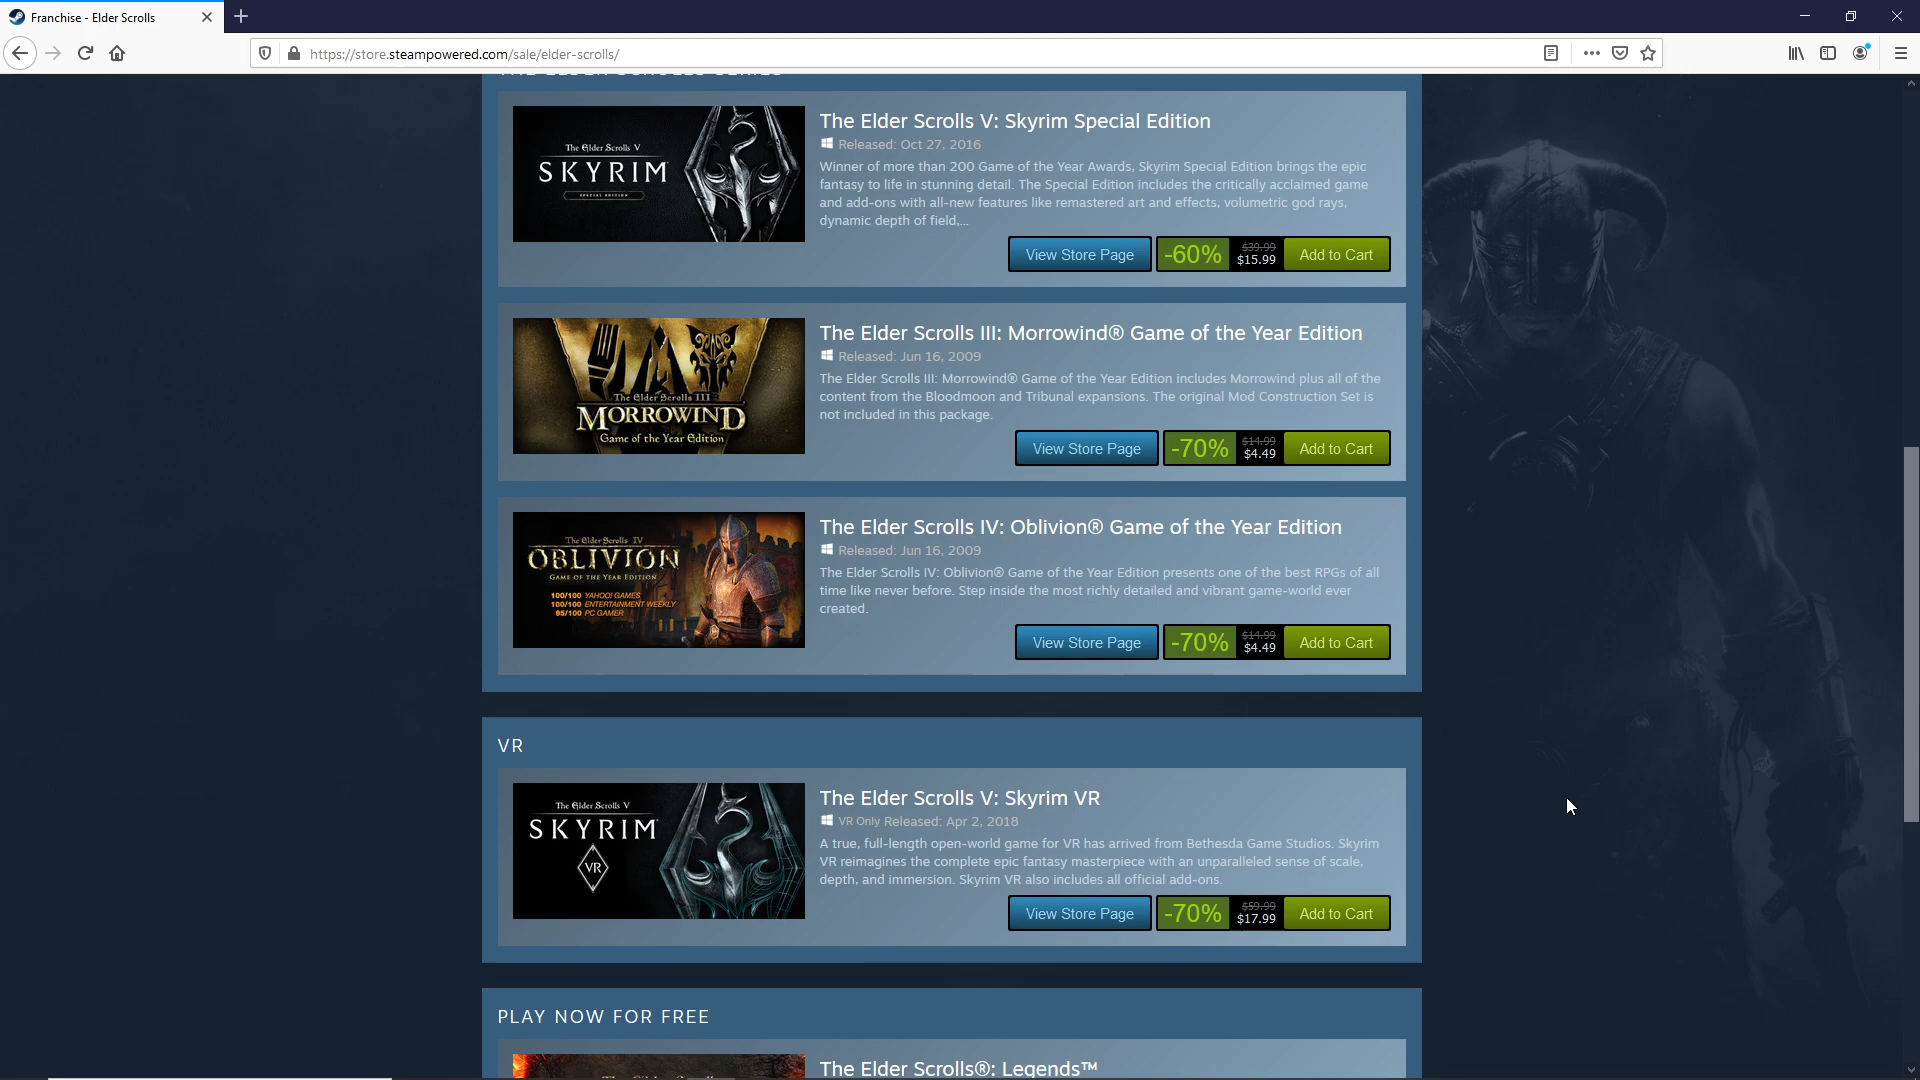 Franchise - Elder Scrolls
https://store.steampowered.com/sale/elder-scrolls/
The Elder Scrolls V
SKYRIM
SPECIAL EDITION
The Elder Scrolls V: Skyrim Special Edition
Released: Oct 27, 2016
Winner of more than 200 Game of the Year Awards, Skyrim Special Edition brings the epic
fantasy to life in stunning detail. The Special Edition includes the critically acclaimed game
and add-ons with all-new features like remastered art and effects, volumetric god rays,
dynamic depth of field,...
View Store Page
-60%
$39.99
$15.99
Add to Cart
The Elder Scrolls III
MORROWIND
Game of the Year Edition
The Elder Scrolls III: Morrowind® Game of the Year Edition
Released: Jun 16, 2009
The Elder Scrolls III: Morrowind® Game of the Year Edition includes Morrowind plus all of the
content from the Bloodmoon and Tribunal expansions. The original Mod Construction Set is
not included in this package.
View Store Page
-70%
$14.99
$4.49
Add to Cart
The Elder Scrolls IV
OBLIVION
GAME OF THE YEAR EDITION
100/100 YAHOO! GAMES
100/100 ENTERTAINMENT WEEKLY
95/100 PC GAMER
The Elder Scrolls IV: Oblivion® Game of the Year Edition
Released: Jun 16, 2009
The Elder Scrolls IV: Oblivion® Game of the Year Edition presents one of the best RPGs of all
time like never before. Step inside the most richly detailed and vibrant game-world ever
created.
View Store Page
-70%
$14.99
$4.49
Add to Cart
VR
The Elder Scrolls V
SKYRIM
VR
The Elder Scrolls V: Skyrim VR
VR Only Released: Apr 2, 2018
A true, full-length open-world game for VR has arrived from Bethesda Game Studios. Skyrim
VR reimagines the complete epic fantasy masterpiece with an unparalleled sense of scale,
depth, and immersion. Skyrim VR also includes all official add-ons.
View Store Page
-70%
$59.99
$17.99
Add to Cart
PLAY NOW FOR FREE
The Elder Scrolls®: Legends™